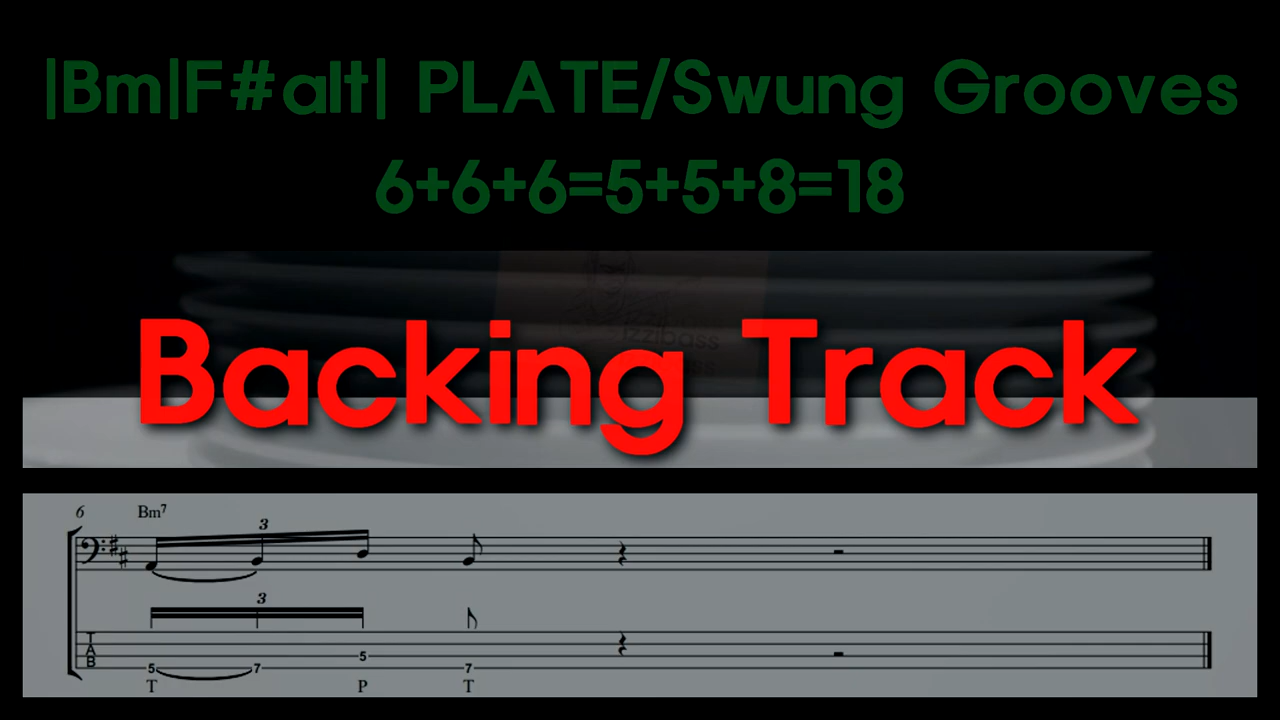 |Bm|F#alt| PLATE/Swung Grooves
6+6+6=5+5+8=18
izzibass
Backing Track
6 Bm7
3
3
T
A
B
5 7 5 7
T P T